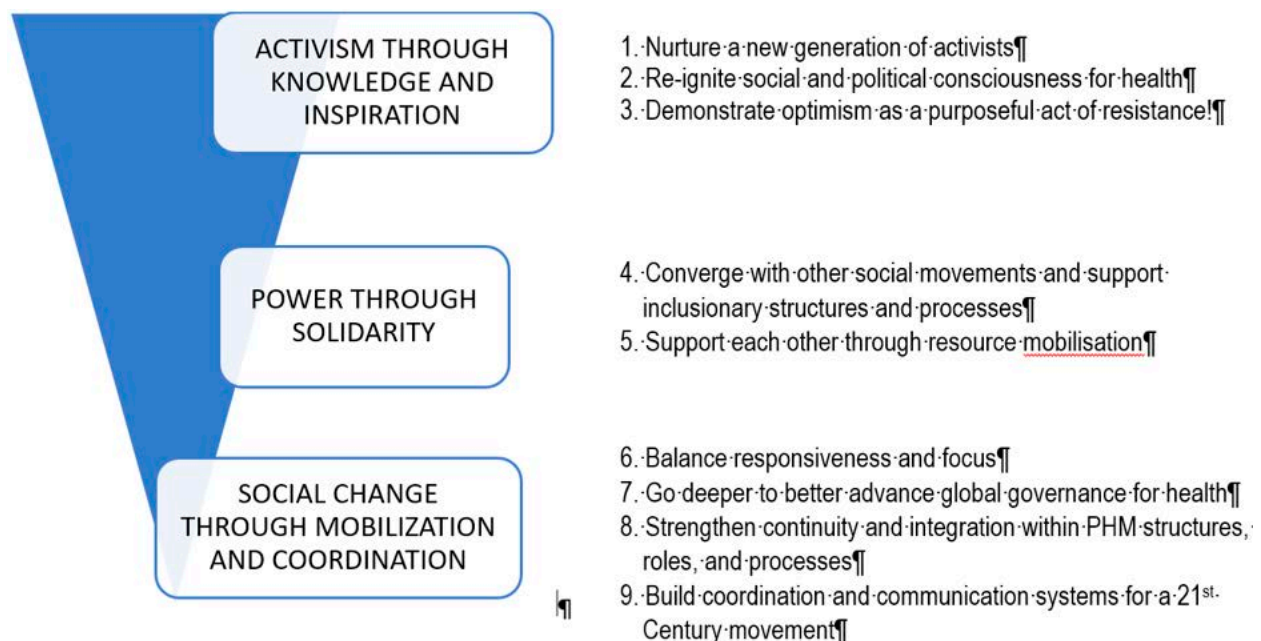 ACTIVISM THROUGH
KNOWLEDGE AND
INSPIRATION
1.·Nurture·a·new·generation·of·activists¶
2.·Re-ignite·social·and·political·consciousness·for·health¶
3.·Demonstrate·optimism·as·a·purposeful·act·of·resistance!¶
POWER THROUGH
SOLIDARITY
4.·Converge·with·other·social·movements·and·support·
inclusionary·structures·and·processes¶
5.·Support·each·other·through·resource·mobilisation¶
SOCIAL CHANGE
THROUGH MOBILIZATION
AND COORDINATION
¶
6.·Balance·responsiveness·and·focus¶
7.·Go·deeper·to·better·advance·global·governance·for·health¶
8.·Strengthen·continuity·and·integration·within·PHM·structures,·
roles,·and·processes¶
9.·Build·coordination·and·communication·systems·for·a·21st·
Century·movement¶